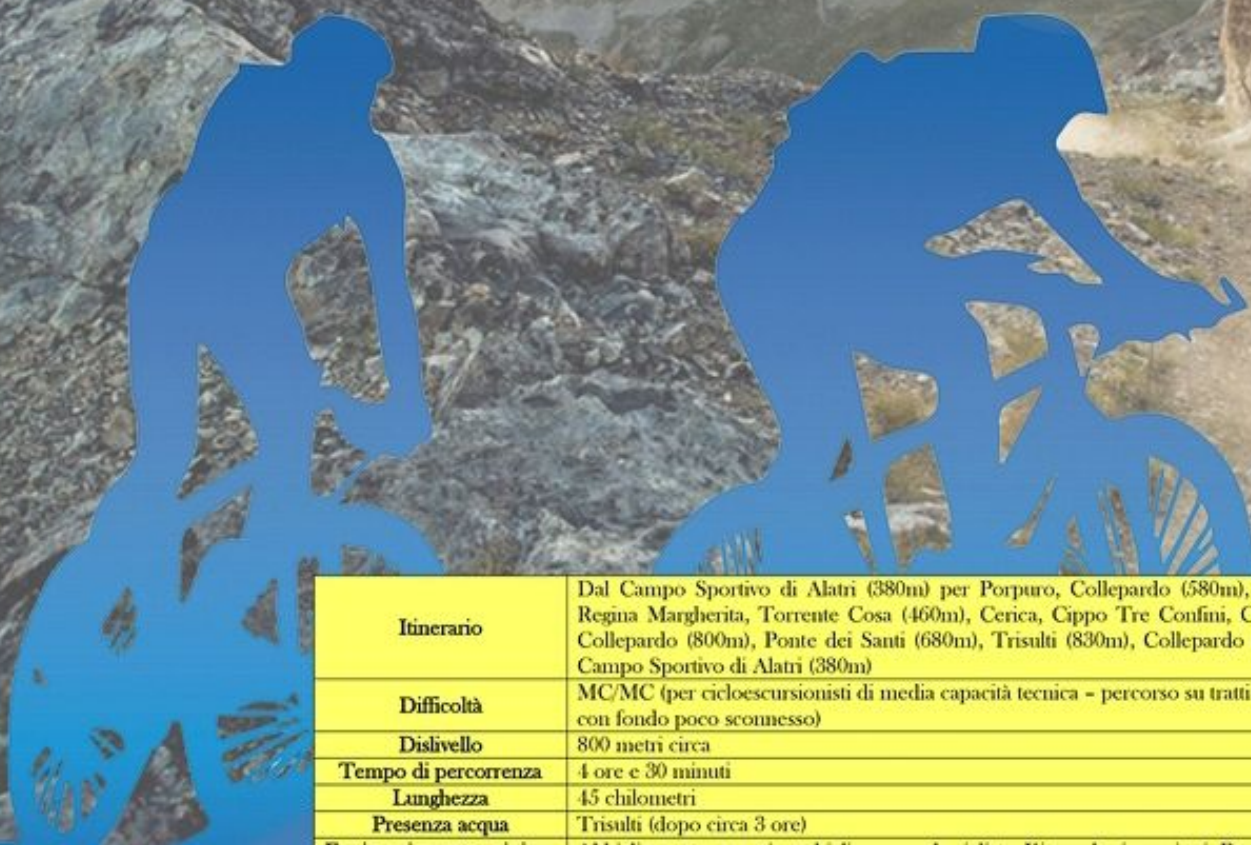 Itinerario
Dal Campo Sportivo di Alatri (380m) per Porpuro, Collepardo (580m),
Regina Margherita, Torrente Cosa (460m), Cerica, Cippo Tre Confini,
Collepardo (800m), Ponte dei Santi (680m), Trisulti (830m), Collepardo
Campo Sportivo di Alatri (380m)
Difficoltà
MC/MC (per cicloescursionisti di media capacità tecnica – percorso su tratti
con fondo poco sconnesso)
Dislivello
800 metri circa
Tempo di percorrenza
4 ore e 30 minuti
Lunghezza
45 chilometri
Presenza acqua
Trisulti (dopo circa 3 ore)